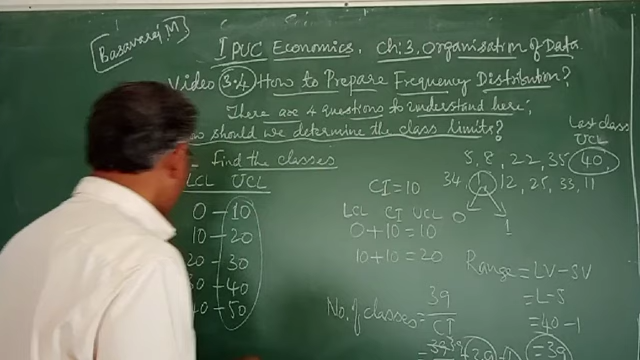 Basavaraj M
I PUC Economics. Ch:3. Organisation of Data.
Video 3.4 How to Prepare Frequency Distribution?
There are 4 questions to understand here:
should we determine the class limits?
Find the classes
LCL UCL
0 - 10
10 - 20
20 - 30
- 40
- 50
CI = 10
LCL CI UCL
0 + 10 = 10
10 + 10 = 20
No. of classes = 39
CI
Last class
UCL
5, 8, 22, 35 40,
34 1 12, 25, 33, 11
0 1
Range = LV - SV
= L - S
= 40 - 1
= 39